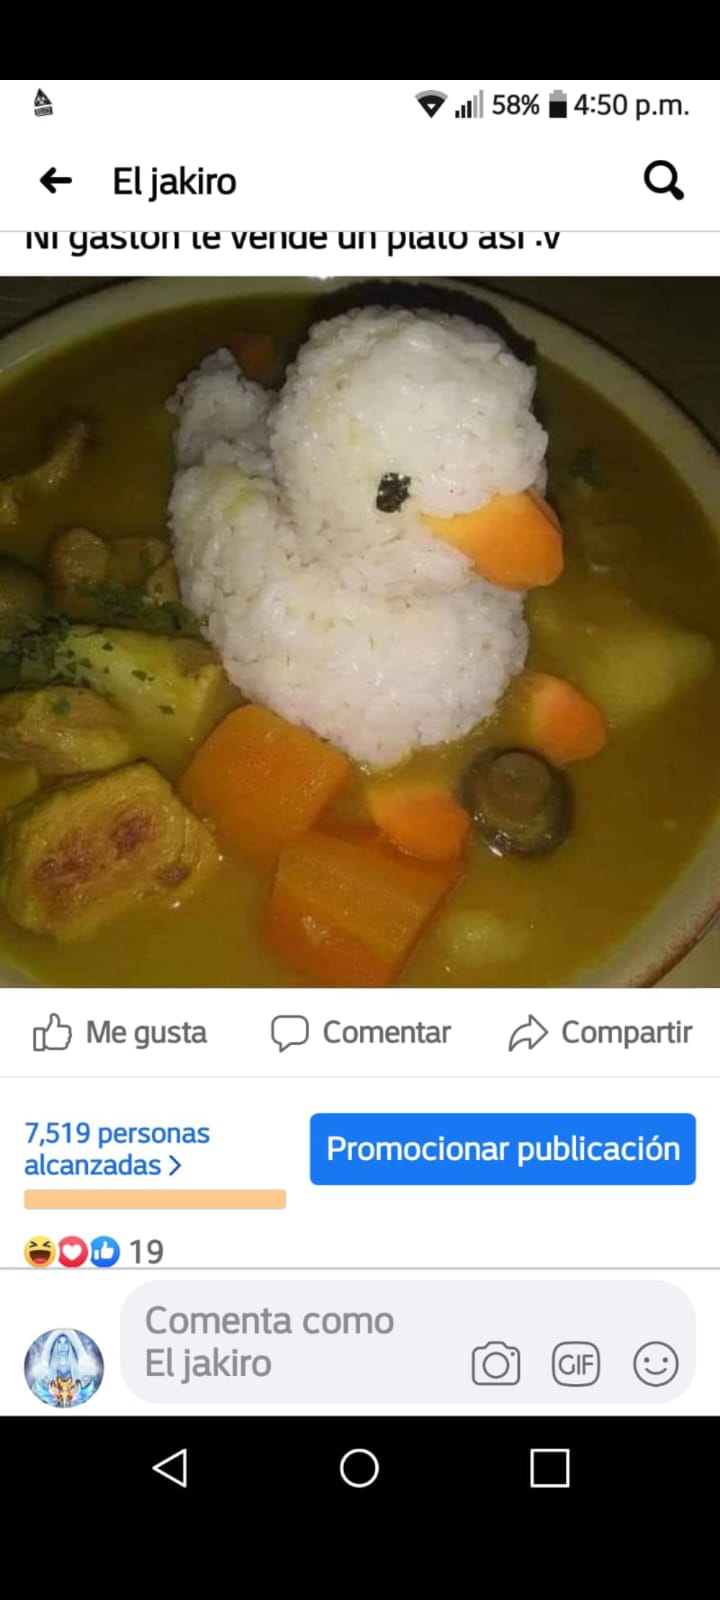 58% 4:50 p.m.
El jakiro
Ni gaston te vende un plato asi :v
Me gusta Comentar Compartir
7,519 personas
alcanzadas >
Promocionar publicación
19
Comenta como
El jakiro
GIF